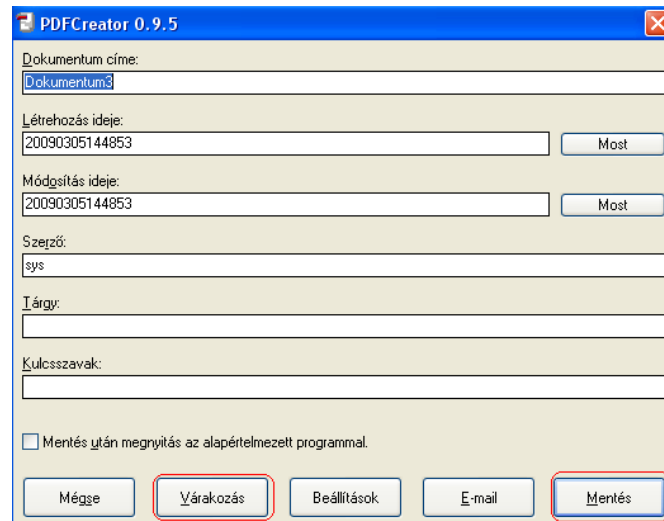 PDFCreator 0.9.5
Dokumentum címe:
Dokumentum3
Létrehozás ideje:
20090305144853 Most
Módosítás ideje:
20090305144853 Most
Szerző:
sys
Tárgy:
Kulcsszavak:
Mentés után megnyitás az alapértelmezett programmal.
Mégse Várakozás Beállítások E-mail Mentés